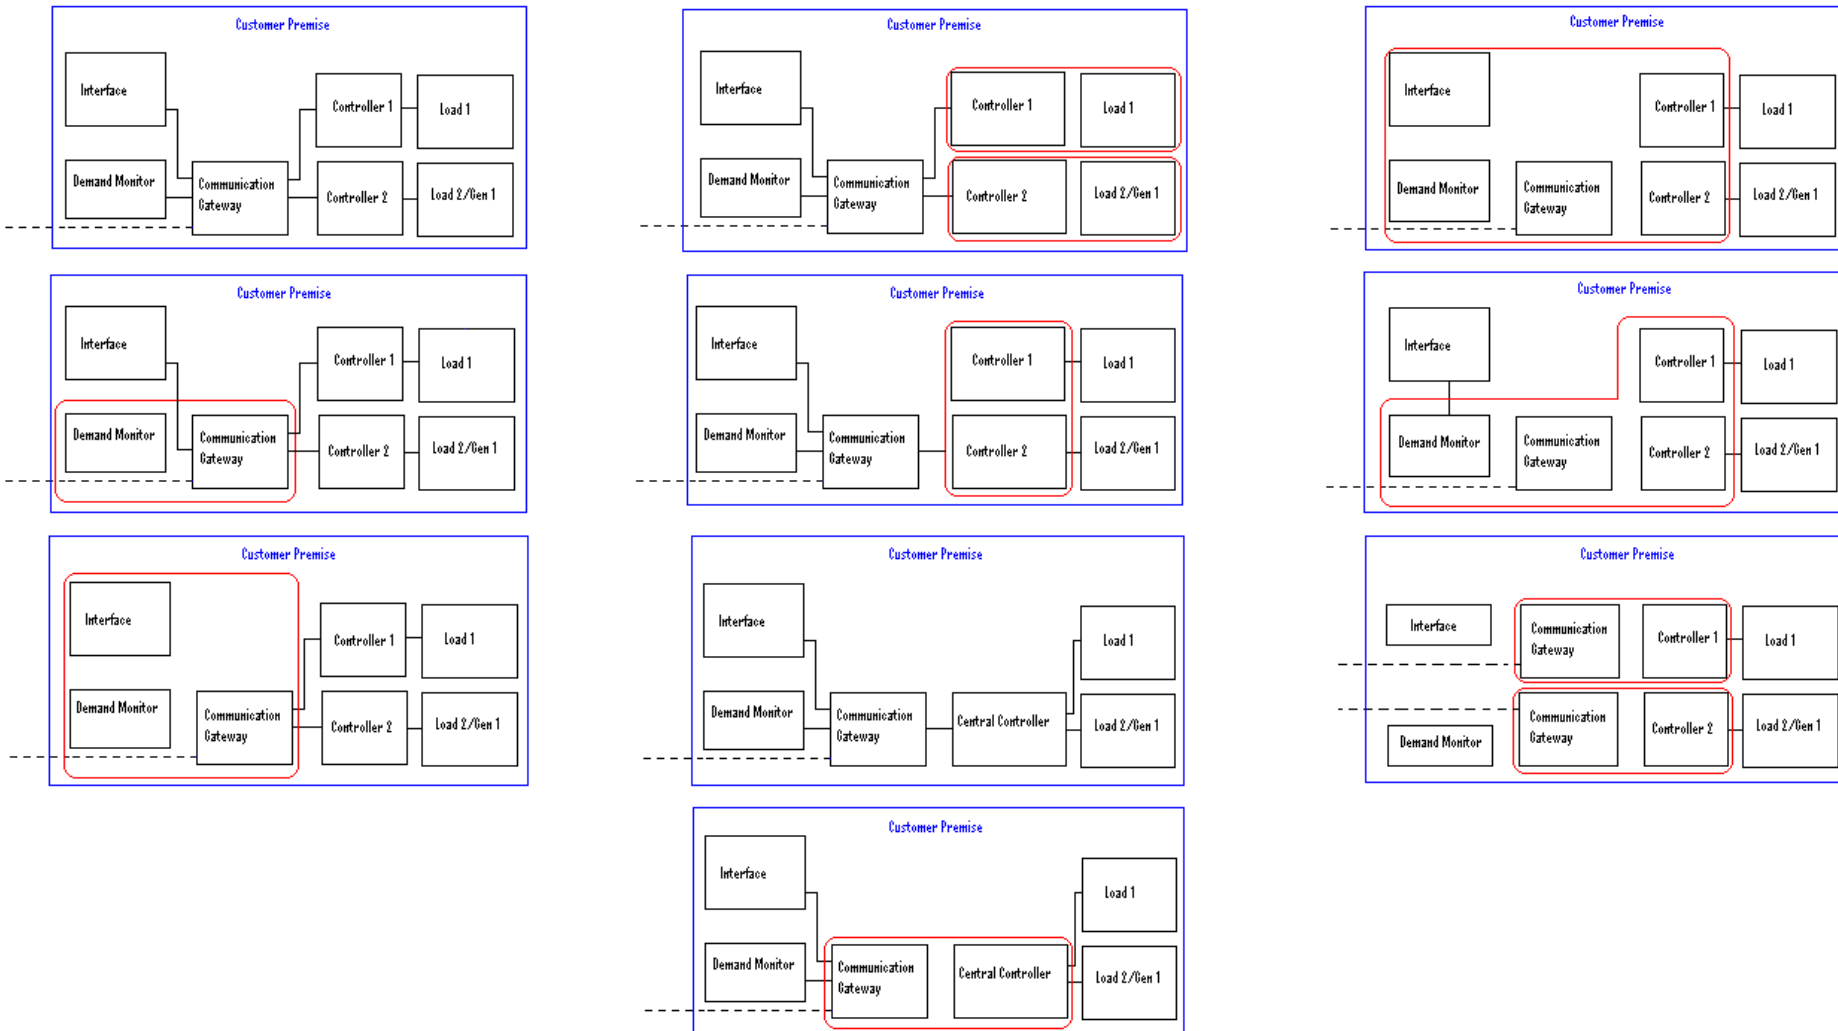 Customer Premise
Interface
Controller 1
Load 1
Demand Monitor
Communication
Gateway
Controller 2
Load 2/Gen 1
Customer Premise
Interface
Controller 1
Load 1
Demand Monitor
Communication
Gateway
Controller 2
Load 2/Gen 1
Customer Premise
Interface
Controller 1
Load 1
Demand Monitor
Communication
Gateway
Controller 2
Load 2/Gen 1
Customer Premise
Interface
Controller 1
Load 1
Demand Monitor
Communication
Gateway
Controller 2
Load 2/Gen 1
Customer Premise
Interface
Controller 1
Load 1
Demand Monitor
Communication
Gateway
Controller 2
Load 2/Gen 1
Customer Premise
Interface
Controller 1
Load 1
Demand Monitor
Communication
Gateway
Controller 2
Load 2/Gen 1
Customer Premise
Interface
Controller 1
Load 1
Demand Monitor
Communication
Gateway
Controller 2
Load 2/Gen 1
Customer Premise
Interface
Load 1
Demand Monitor
Communication
Gateway
Central Controller
Load 2/Gen 1
Customer Premise
Interface
Communication
Gateway
Controller 1
Load 1
Demand Monitor
Communication
Gateway
Controller 2
Load 2/Gen 1
Customer Premise
Interface
Load 1
Demand Monitor
Communication
Gateway
Central Controller
Load 2/Gen 1